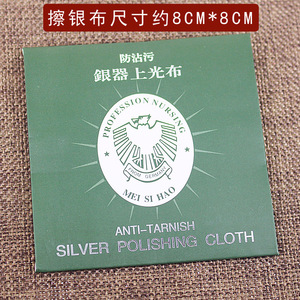 擦银布尺寸约8CM*8CM
防沾污
銀器上光布
PROFESSION NURSING
MEI SI HAO
ANTI-TARNISH
SILVER POLISHING CLOTH